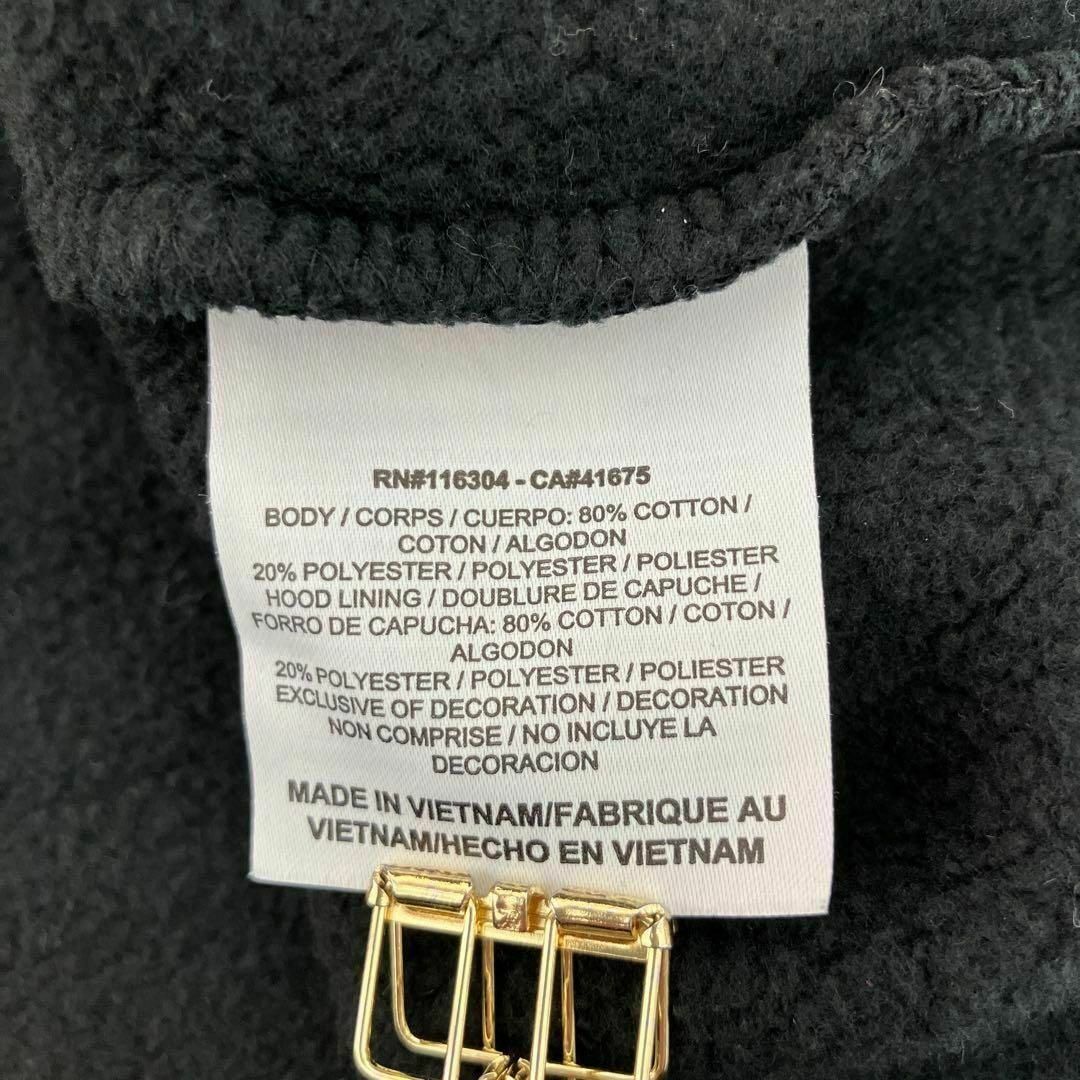 RN#116304 - CA#41675
BODY / CORPS / CUERPO: 80% COTTON /
COTON / ALGODON
20% POLYESTER / POLYESTER / POLIESTER
HOOD LINING / DOUBLURE DE CAPUCHE /
FORRO DE CAPUCHA: 80% COTTON / COTON /
ALGODON
20% POLYESTER / POLYESTER / POLIESTER
EXCLUSIVE OF DECORATION / DECORATION
NON COMPRISE / NO INCLUYE LA
DECORACION
MADE IN VIETNAM/FABRIQUE AU
VIETNAM/HECHO EN VIETNAM